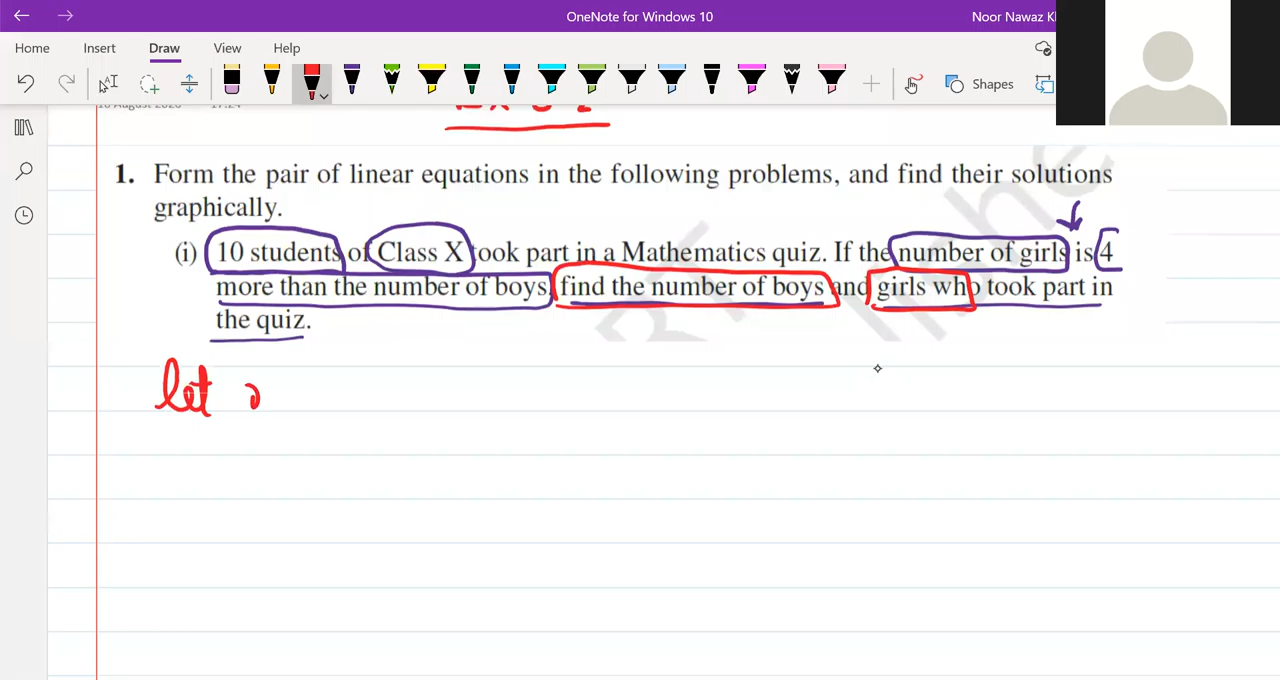 OneNote for Windows 10
Noor Nawaz Kh
Home Insert Draw View Help
Shapes
17:24
1. Form the pair of linear equations in the following problems, and find their solutions
graphically.
(i) 10 students of Class X took part in a Mathematics quiz. If the number of girls is 4
more than the number of boys, find the number of boys and girls who took part in
the quiz.
let